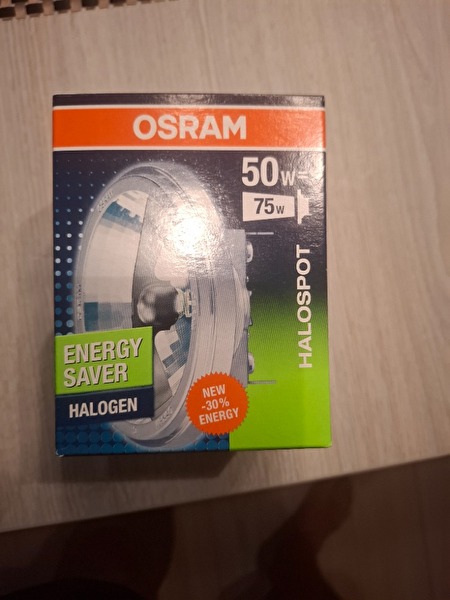 OSRAM
50W=
75W
HALOSPOT
ENERGY
SAVER
HALOGEN
NEW
-30%
ENERGY